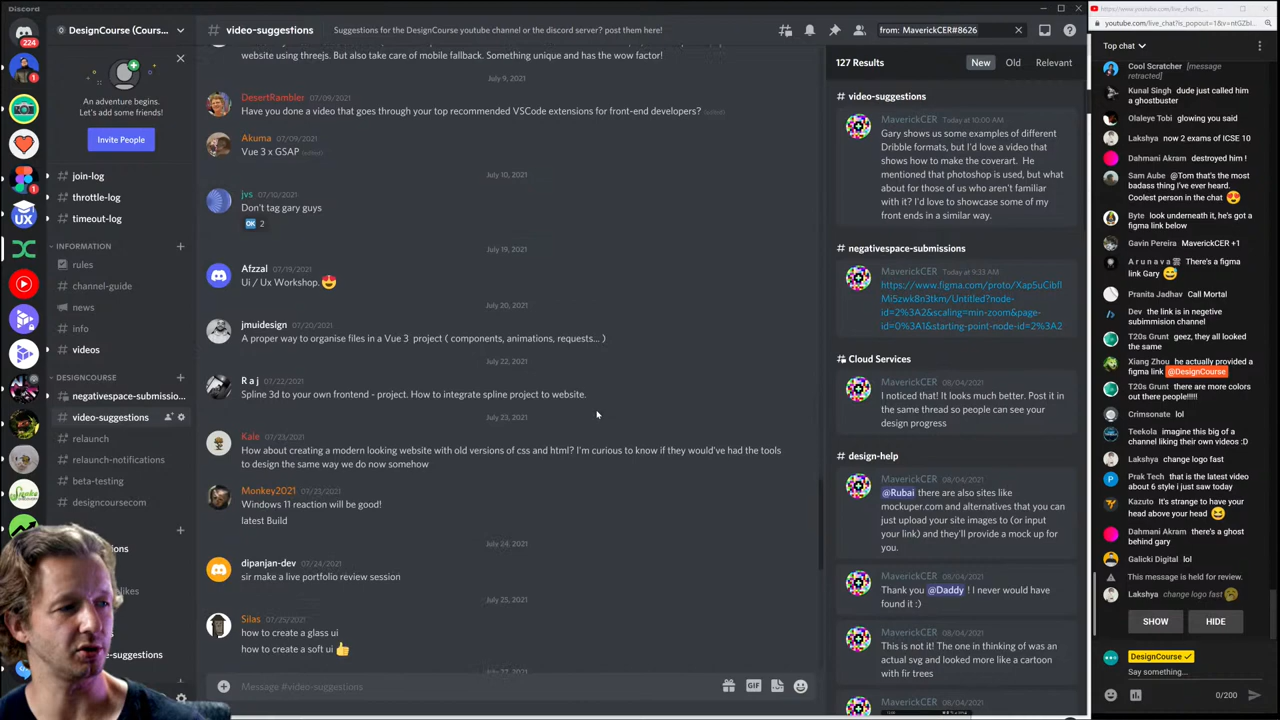 Discord
224
1
1
DesignCourse (Cours...
An adventure begins.
Let's add some friends!
Invite People
join-log
throttle-log
timeout-log
INFORMATION
rules
channel-guide
news
info
videos
DESIGNCOURSE
negativespace-submissio...
video-suggestions
relaunch
relaunch-notifications
beta-testing
designcoursecom
video-suggestions
Suggestions for the DesignCourse youtube channel or the discord server? post them here!
website using threejs. But also take care of mobile fallback. Something unique and has the wow factor!
July 9, 2021
DesertRambler 07/09/2021
Have you done a video that goes through your top recommended VSCode extensions for front-end developers? (edited)
Akuma 07/09/2021
Vue 3 x GSAP (edited)
July 10, 2021
jvs 07/10/2021
Don't tag gary guys
OK 2
July 19, 2021
Afzzal 07/19/2021
Ui / Ux Workshop.
July 20, 2021
jmuidesign 07/20/2021
A proper way to organise files in a Vue 3 project ( components, animations, requests... )
July 22, 2021
R a j 07/22/2021
Spline 3d to your own frontend - project. How to integrate spline project to website.
July 23, 2021
Kale 07/23/2021
How about creating a modern looking website with old versions of css and html? I'm curious to know if they would've had the tools
to design the same way we do now somehow
Monkey2021 07/23/2021
Windows 11 reaction will be good!
latest Build
July 24, 2021
dipanjan-dev 07/24/2021
sir make a live portfolio review session
July 25, 2021
Silas 07/25/2021
how to create a glass ui
how to create a soft ui
Message #video-suggestions
GIF
from: MaverickCER#8626
127 Results
New
Old
Relevant
video-suggestions
MaverickCER Today at 10:00 AM
Gary shows us some examples of different
Dribble formats, but I'd love a video that
shows how to make the coverart. He
mentioned that photoshop is used, but what
about for those of us who aren't familiar
with it? I'd love to showcase some of my
front ends in a similar way.
negativespace-submissions
MaverickCER Today at 9:33 AM
https://www.figma.com/proto/Xap5uCibfl
Mi5zwk8n3tkm/Untitled?node-
id=2%3A2&scaling=min-zoom&page-
id=0%3A1&starting-point-node-id=2%3A2
Cloud Services
MaverickCER 08/04/2021
I noticed that! It looks much better. Post it in
the same thread so people can see your
design progress
design-help
MaverickCER 08/04/2021
@Rubai there are also sites like
mockuper.com and alternatives that you can
just upload your site images to (or input
your link) and they'll provide a mock up for
you.
MaverickCER 08/04/2021
Thank you @Daddy ! I never would have
found it :)
MaverickCER 08/04/2021
This is not it! The one in thinking of was an
actual svg and looked more like a cartoon
with fir trees
MaverickCER 08/04/2021
Top chat
Cool Scratcher [message
retracted]
Kunal Singh dude just called him
a ghostbuster
Olaleye Tobi glowing you said
Lakshya now 2 exams of ICSE 10
Dahmani Akram destroyed him !
Sam Aube @Tom that's the most
badass thing I've ever heard.
Coolest person in the chat
Byte look underneath it, he's got a
figma link below
Gavin Pereira MaverickCER +1
There's a figma
link Gary
Pranita Jadhav Call Mortal
Dev the link is in negetive
subimmision channel
T20s Grunt geez, they all looked
the same
Xiang Zhou he actually provided a
figma link @DesignCourse
T20s Grunt there are more colors
out there people!!!!!
Crimsonate lol
Teekola imagine this big of a
channel liking their own videos :D
Lakshya change logo fast
Prak Tech that is the latest video
about 6 style i just saw today
Kazuto It's strange to have your
head above your head
Dahmani Akram there's a ghost
behind gary
Galicki Digital lol
This message is held for review.
Lakshya change logo fast
SHOW
HIDE
DesignCourse
Say something...
0/200